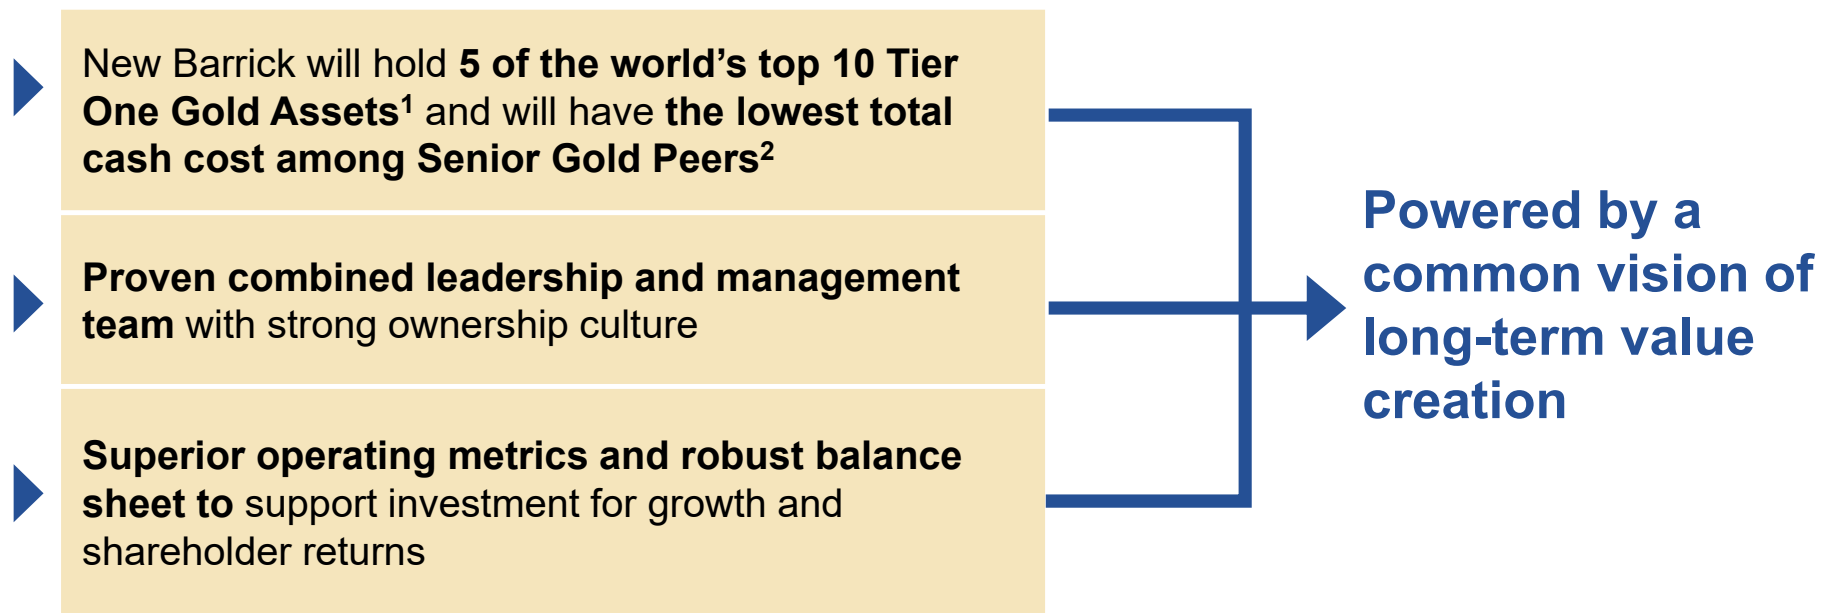 New Barrick will hold 5 of the world’s top 10 Tier
One Gold Assets¹ and will have the lowest total
cash cost among Senior Gold Peers²
Proven combined leadership and management
team with strong ownership culture
Superior operating metrics and robust balance
sheet to support investment for growth and
shareholder returns
Powered by a
common vision of
long-term value
creation